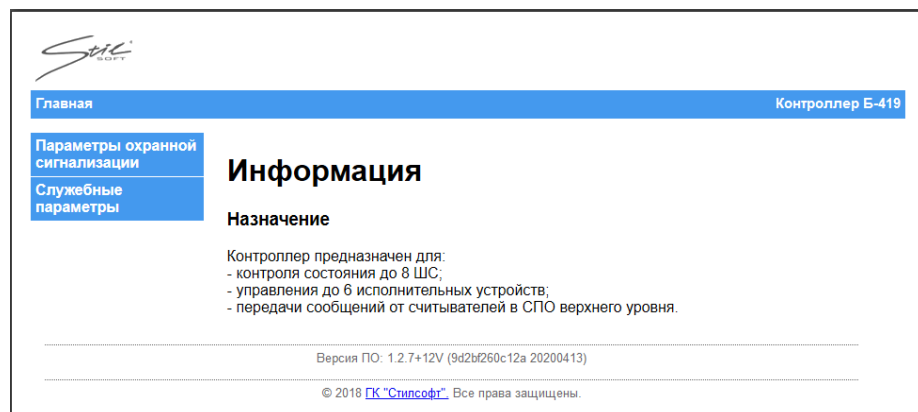 Stil
SOFT
Главная
Контроллер Б-419
Параметры охранной
сигнализации
Служебные
параметры
Информация
Назначение
Контроллер предназначен для:
- контроля состояния до 8 ШС;
- управления до 6 исполнительных устройств;
- передачи сообщений от считывателей в СПО верхнего уровня.
Версия ПО: 1.2.7+12V (9d2bf260c12a 20200413)
© 2018 ГК "Стилсофт". Все права защищены.